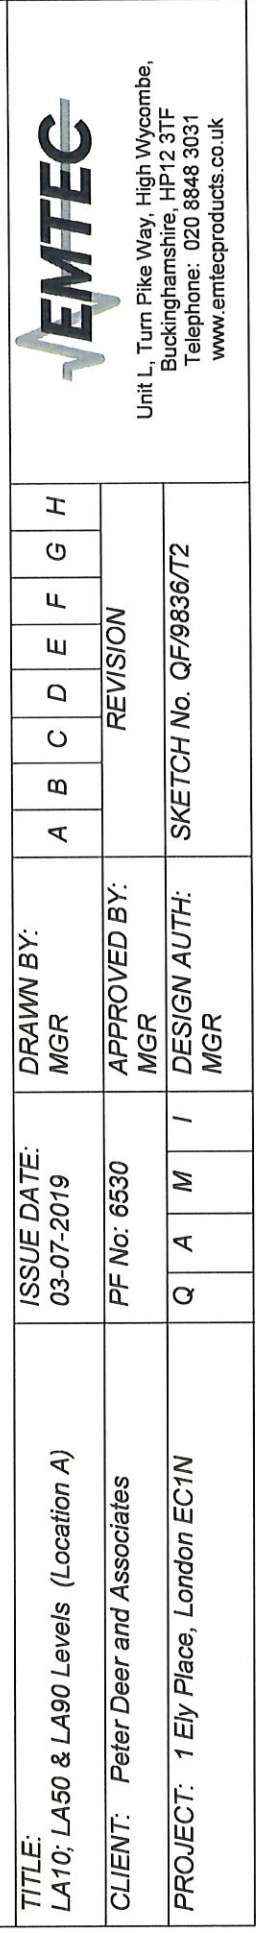 TITLE:
LA10; LA50 & LA90 Levels (Location A)
ISSUE DATE:
03-07-2019
DRAWN BY:
MGR
A B C D E F G H
CLIENT: Peter Deer and Associates
PF No: 6530
APPROVED BY:
MGR
REVISION
PROJECT: 1 Ely Place, London EC1N
Q A M I
DESIGN AUTH:
MGR
SKETCH No. QF/9836/T2
EMTEC
Unit L, Turn Pike Way, High Wycombe,
Buckinghamshire, HP12 3TF
Telephone: 020 8848 3031
www.emtecproducts.co.uk